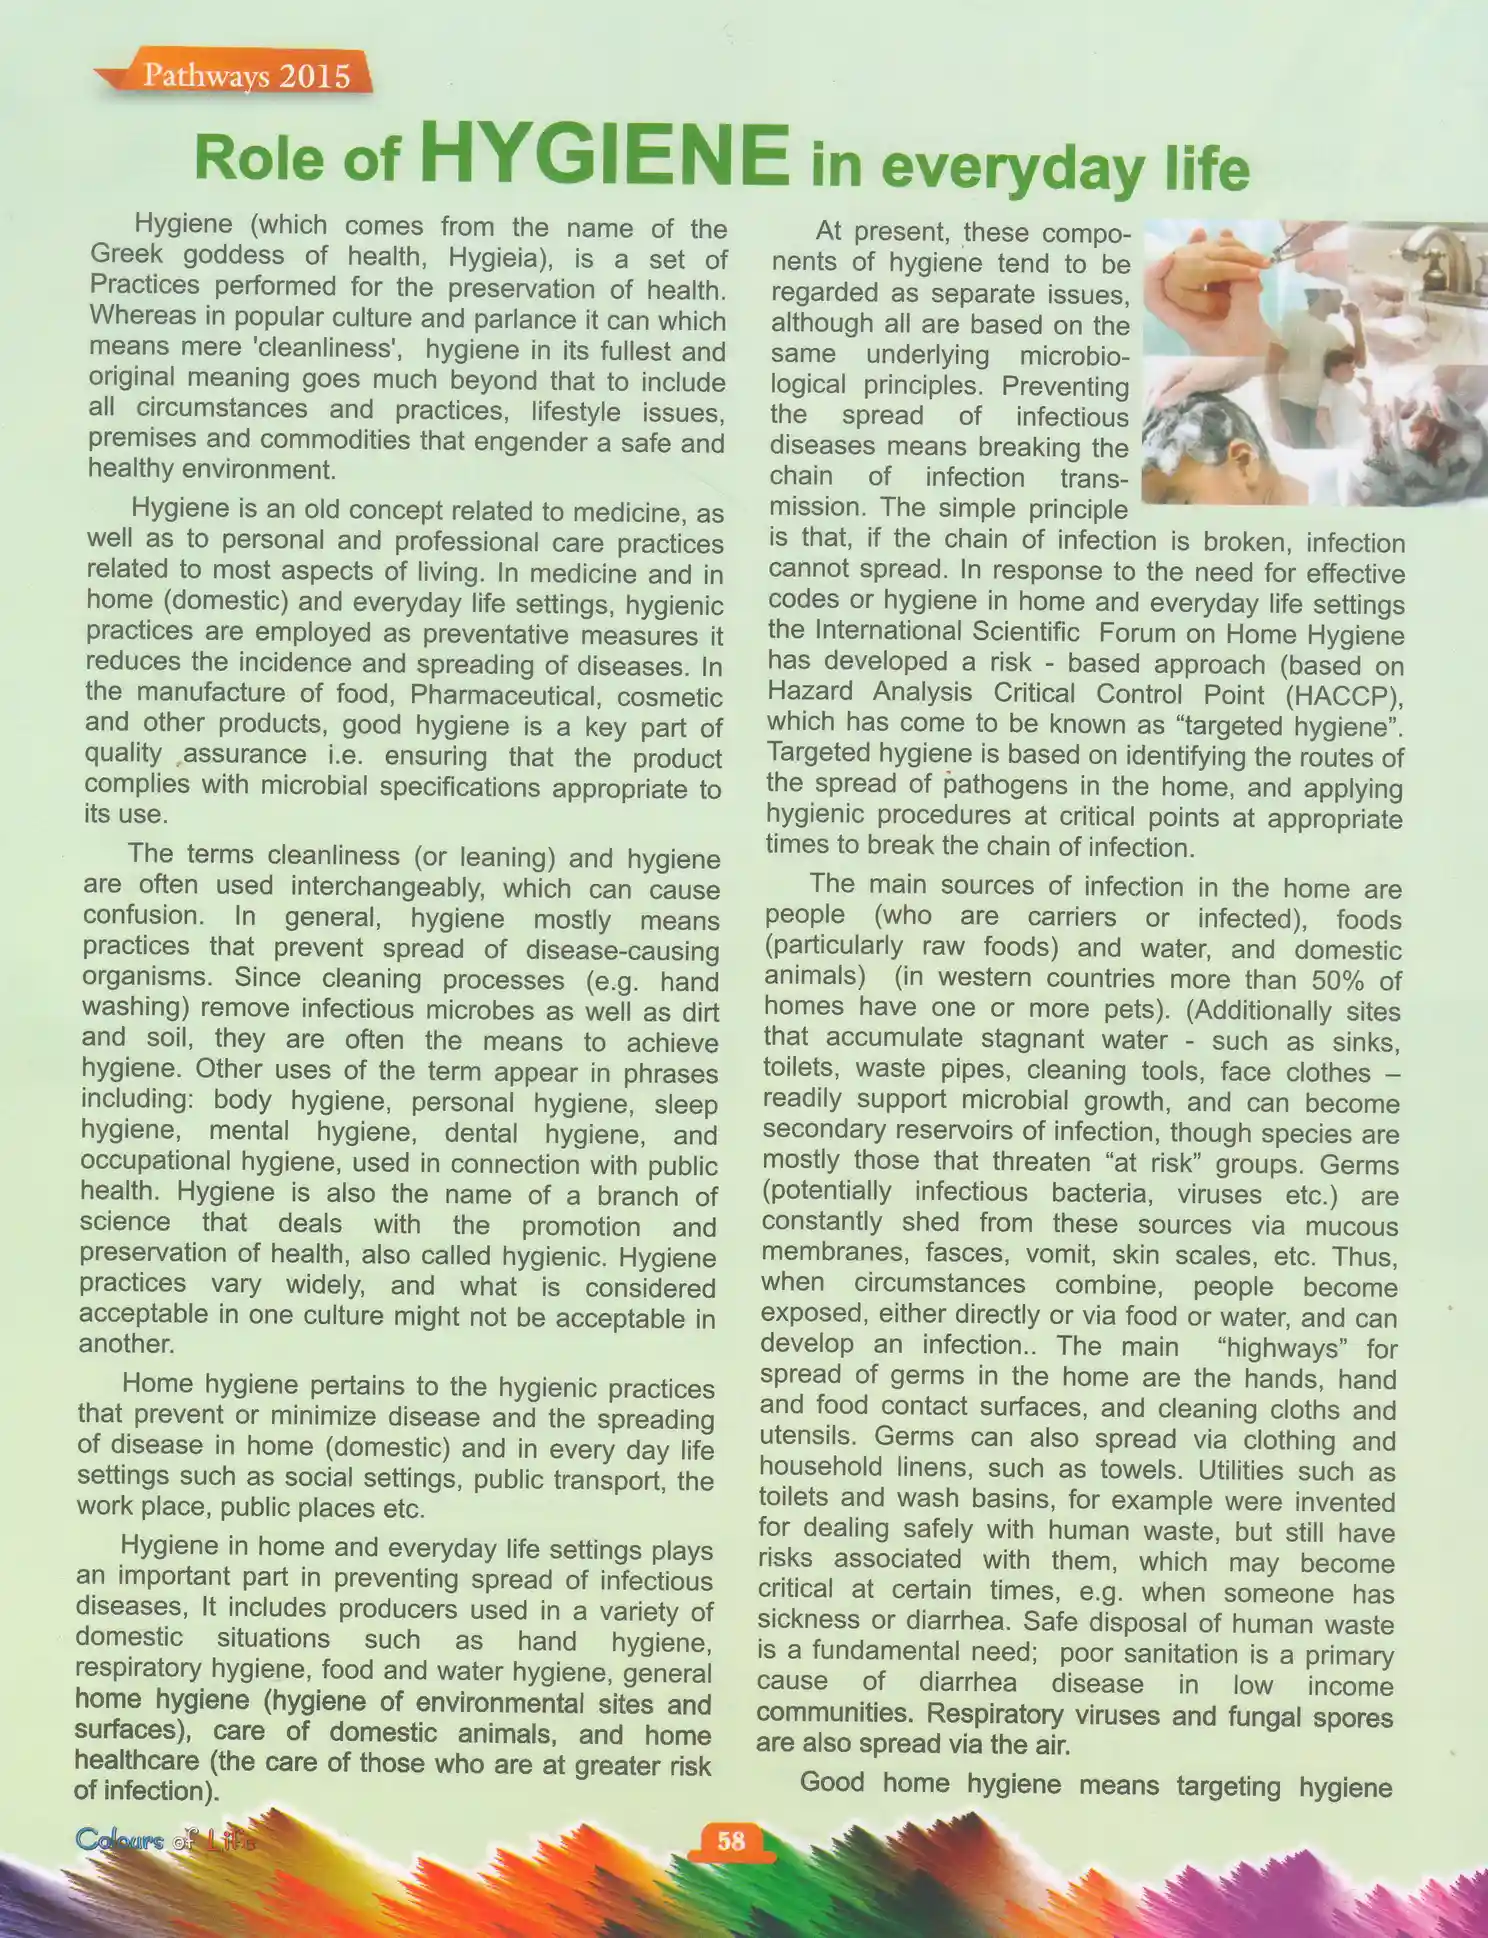 Pathways 2015
Role of HYGIENE in everyday life
Hygiene (which comes from the name of the
Greek goddess of health, Hygieia), is a set of
Practices performed for the preservation of health.
Whereas in popular culture and parlance it can which
means mere 'cleanliness', hygiene in its fullest and
original meaning goes much beyond that to include
all circumstances and practices, lifestyle issues,
premises and commodities that engender a safe and
healthy environment.
Hygiene is an old concept related to medicine, as
well as to personal and professional care practices
related to most aspects of living. In medicine and in
home (domestic) and everyday life settings, hygienic
practices are employed as preventative measures it
reduces the incidence and spreading of diseases. In
the manufacture of food, Pharmaceutical, cosmetic
and other products, good hygiene is a key part of
quality assurance i.e. ensuring that the product
complies with microbial specifications appropriate to
its use.
The terms cleanliness (or leaning) and hygiene
are often used interchangeably, which can cause
confusion. In general, hygiene mostly means
practices that prevent spread of disease-causing
organisms. Since cleaning processes (e.g. hand
washing) remove infectious microbes as well as dirt
and soil, they are often the means to achieve
hygiene. Other uses of the term appear in phrases
including: body hygiene, personal hygiene, sleep
hygiene, mental hygiene, dental hygiene, and
occupational hygiene, used in connection with public
health. Hygiene is also the name of a branch of
science that deals with the promotion and
preservation of health, also called hygienic. Hygiene
practices vary widely, and what is considered
acceptable in one culture might not be acceptable in
another.
Home hygiene pertains to the hygienic practices
that prevent or minimize disease and the spreading
of disease in home (domestic) and in every day life
settings such as social settings, public transport, the
work place, public places etc.
Hygiene in home and everyday life settings plays
an important part in preventing spread of infectious
diseases, It includes producers used in a variety of
domestic situations such as hand hygiene,
respiratory hygiene, food and water hygiene, general
home hygiene (hygiene of environmental sites and
surfaces), care of domestic animals, and home
healthcare (the care of those who are at greater risk
of infection).
At present, these compo-
nents of hygiene tend to be
regarded as separate issues,
although all are based on the
same underlying microbio-
logical principles. Preventing
the spread of infectious
diseases means breaking the
chain of infection trans-
mission. The simple principle
is that, if the chain of infection is broken, infection
cannot spread. In response to the need for effective
codes or hygiene in home and everyday life settings
the International Scientific Forum on Home Hygiene
has developed a risk - based approach (based on
Hazard Analysis Critical Control Point (HACCP),
which has come to be known as “targeted hygiene”.
Targeted hygiene is based on identifying the routes of
the spread of pathogens in the home, and applying
hygienic procedures at critical points at appropriate
times to break the chain of infection.
The main sources of infection in the home are
people (who are carriers or infected), foods
(particularly raw foods) and water, and domestic
animals) (in western countries more than 50% of
homes have one or more pets). (Additionally sites
that accumulate stagnant water - such as sinks,
toilets, waste pipes, cleaning tools, face clothes –
readily support microbial growth, and can become
secondary reservoirs of infection, though species are
mostly those that threaten “at risk” groups. Germs
(potentially infectious bacteria, viruses etc.) are
constantly shed from these sources via mucous
membranes, fasces, vomit, skin scales, etc. Thus,
when circumstances combine, people become
exposed, either directly or via food or water, and can
develop an infection.. The main “highways” for
spread of germs in the home are the hands, hand
and food contact surfaces, and cleaning cloths and
utensils. Germs can also spread via clothing and
household linens, such as towels. Utilities such as
toilets and wash basins, for example were invented
for dealing safely with human waste, but still have
risks associated with them, which may become
critical at certain times, e.g. when someone has
sickness or diarrhea. Safe disposal of human waste
is a fundamental need; poor sanitation is a primary
cause of diarrhea disease in low income
communities. Respiratory viruses and fungal spores
are also spread via the air.
Good home hygiene means targeting hygiene
Colours of Life
58